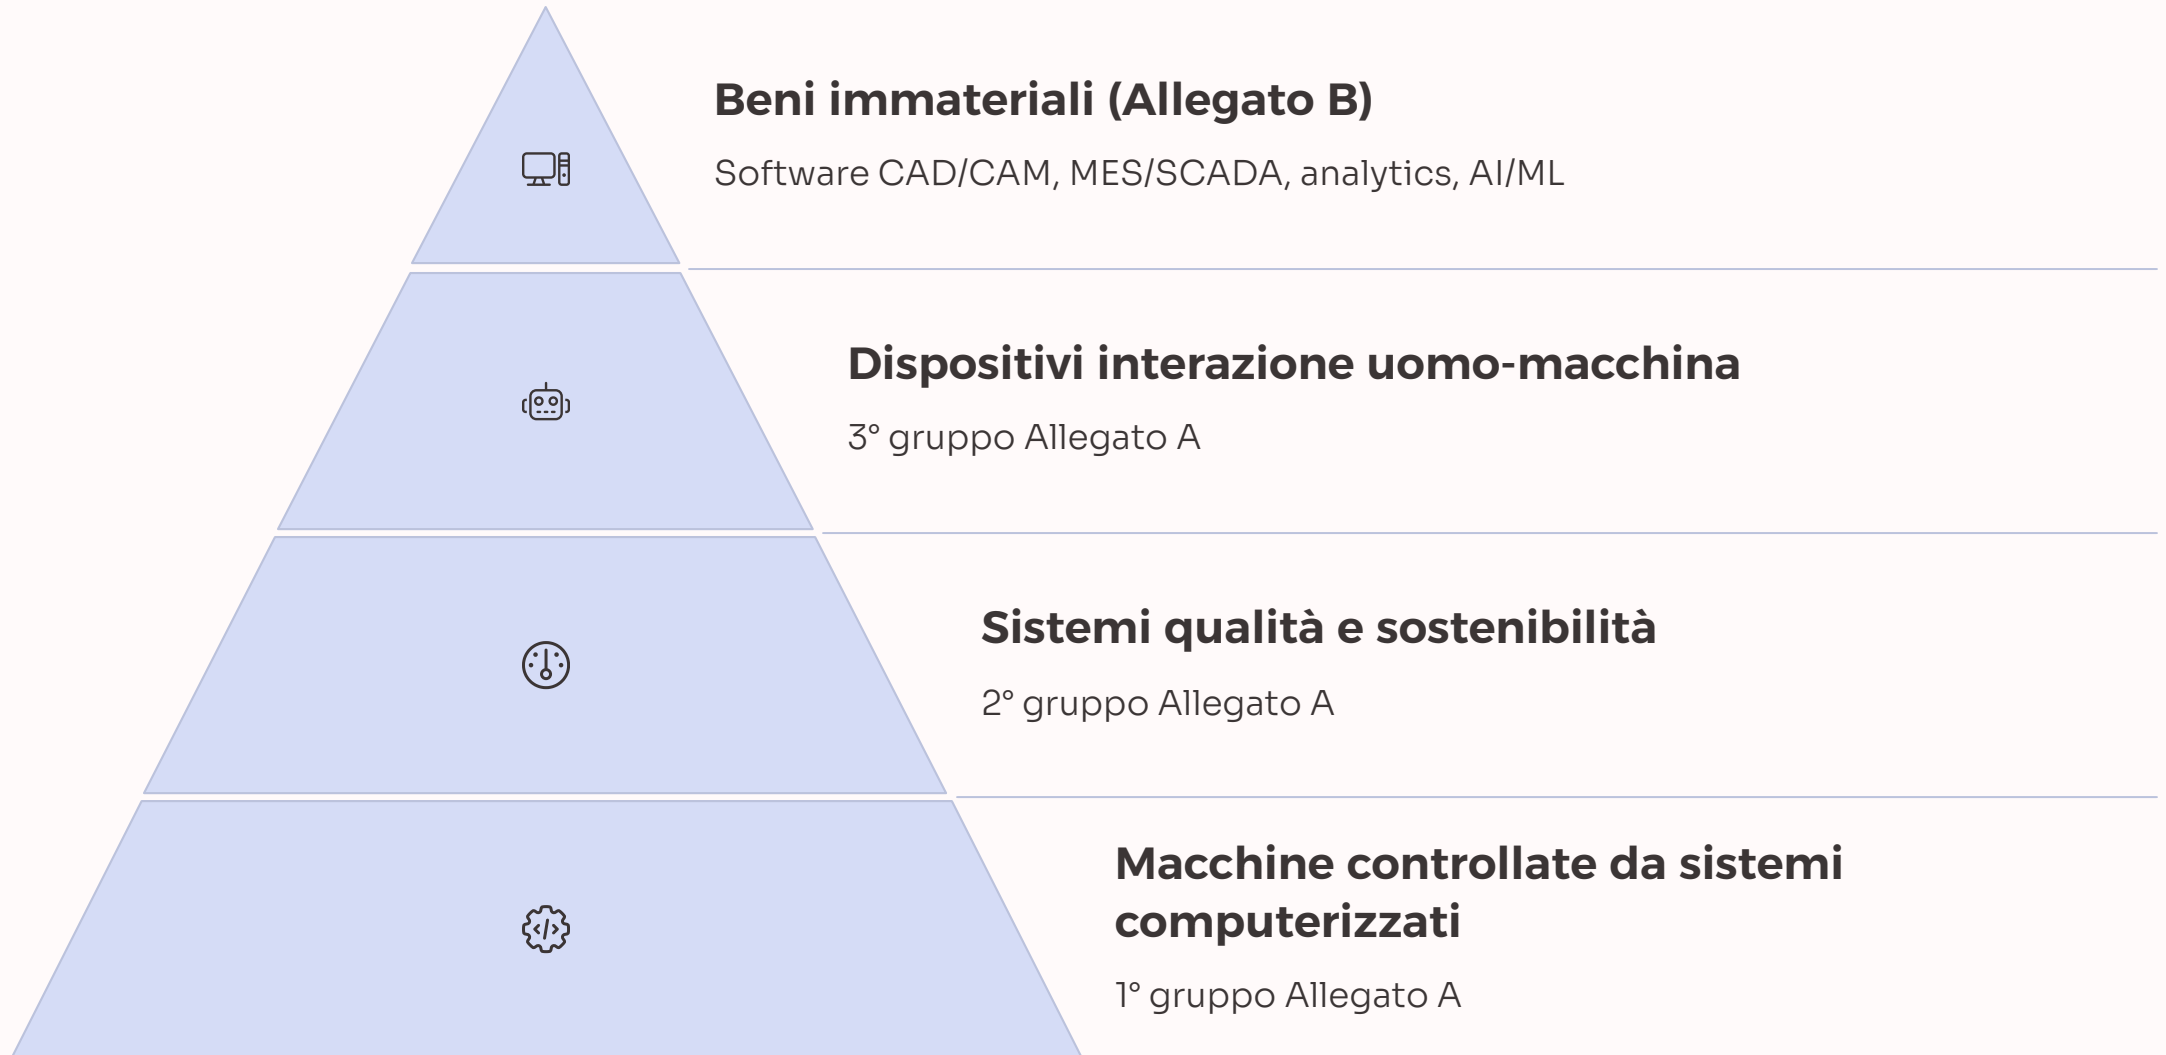 Beni immateriali (Allegato B)
Software CAD/CAM, MES/SCADA, analytics, AI/ML
Dispositivi interazione uomo-macchina
3° gruppo Allegato A
Sistemi qualità e sostenibilità
2° gruppo Allegato A
Macchine controllate da sistemi
computerizzati
1° gruppo Allegato A